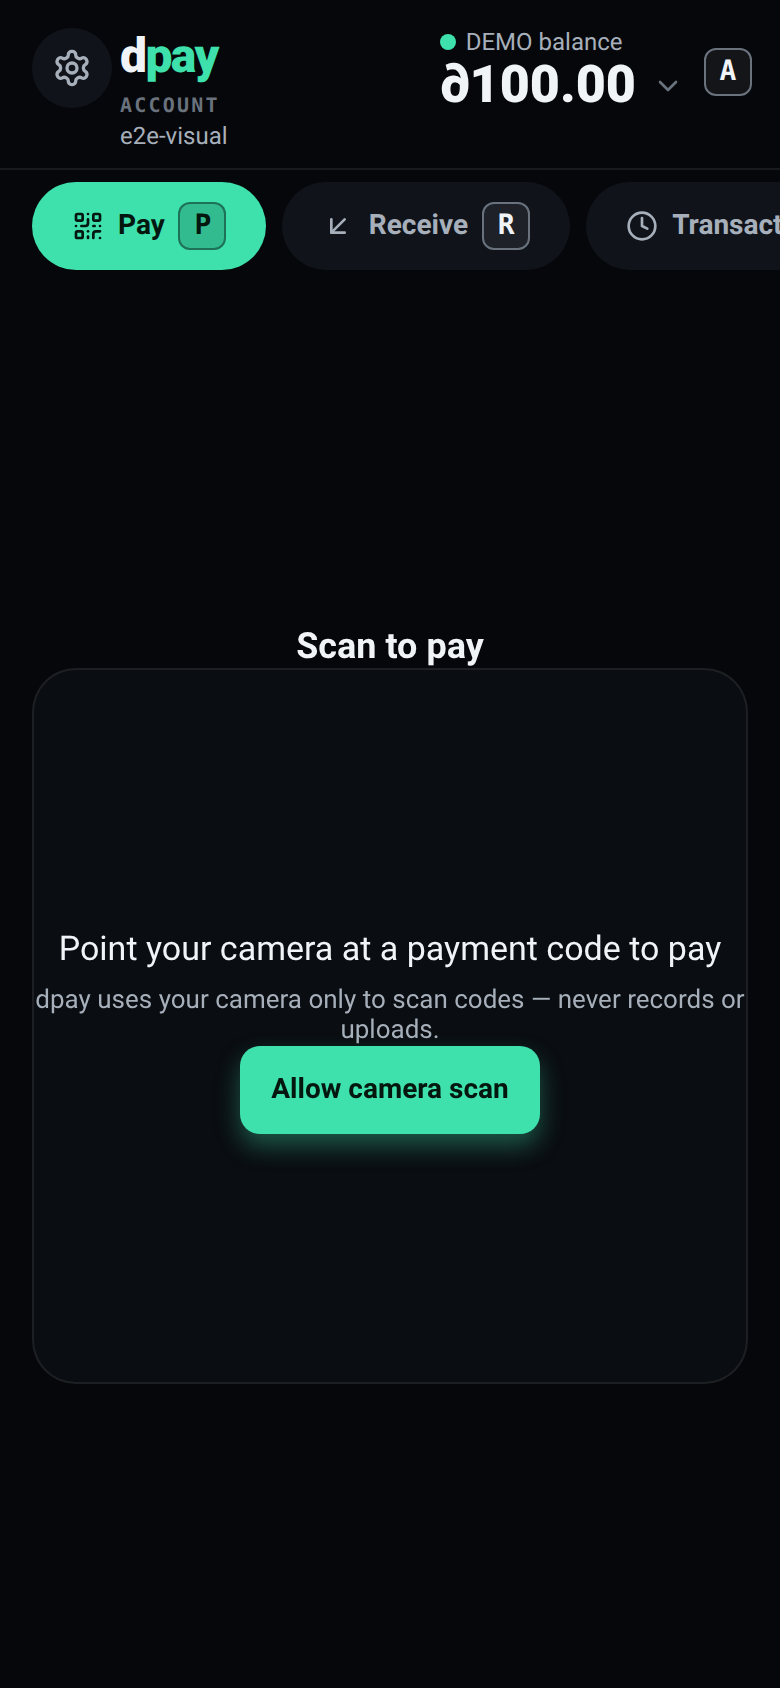 dpay
ACCOUNT
e2e-visual
DEMO balance
∂100.00
A
Pay P
Receive R
Transact
Scan to pay
Point your camera at a payment code to pay
dpay uses your camera only to scan codes — never records or
uploads.
Allow camera scan